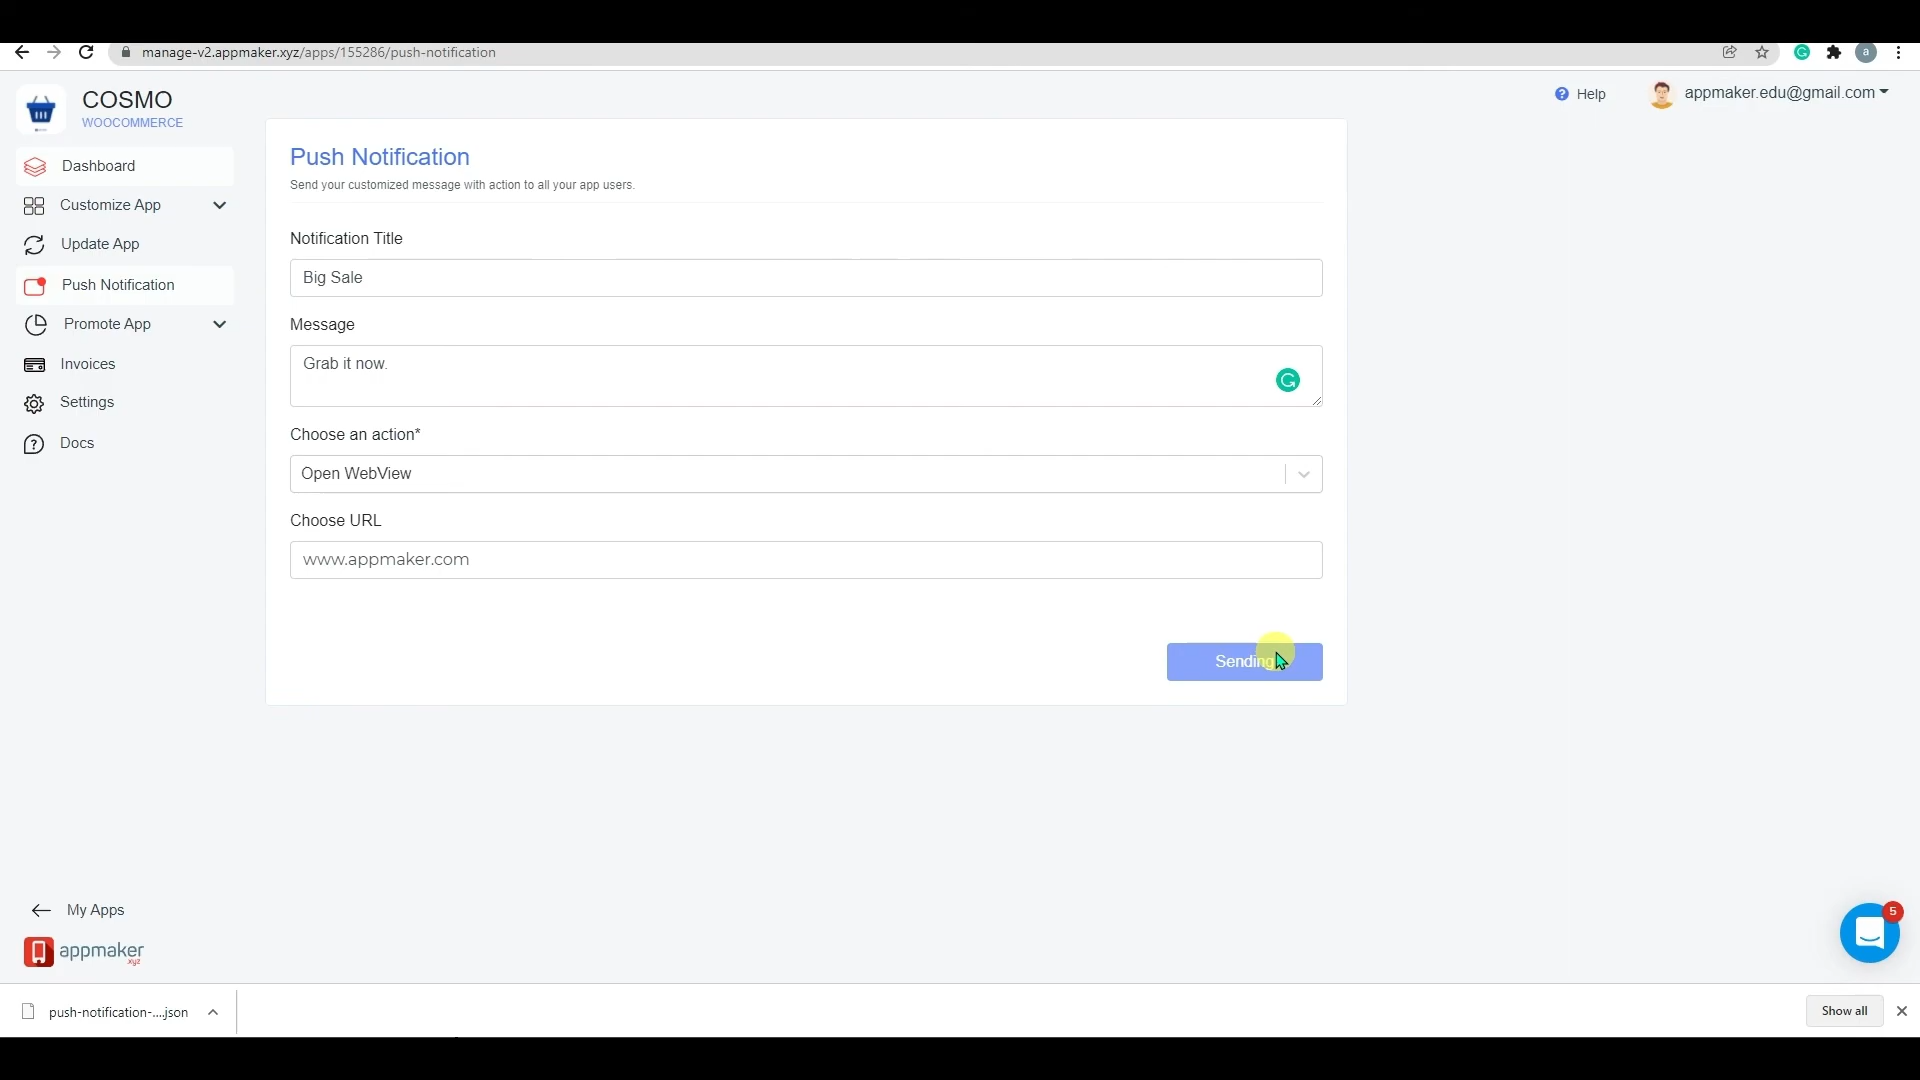 manage-v2.appmaker.xyz/apps/155286/push-notification
a
COSMO
WOOCOMMERCE
Help
appmaker.edu@gmail.com
Dashboard
Customize App
Update App
Push Notification
Promote App
Invoices
Settings
Docs
Push Notification
Send your customized message with action to all your app users.
Notification Title
Big Sale
Message
Grab it now.
Choose an action*
Open WebView
Choose URL
www.appmaker.com
Sending
My Apps
appmaker
.xyz
5
push-notification-....json
Show all